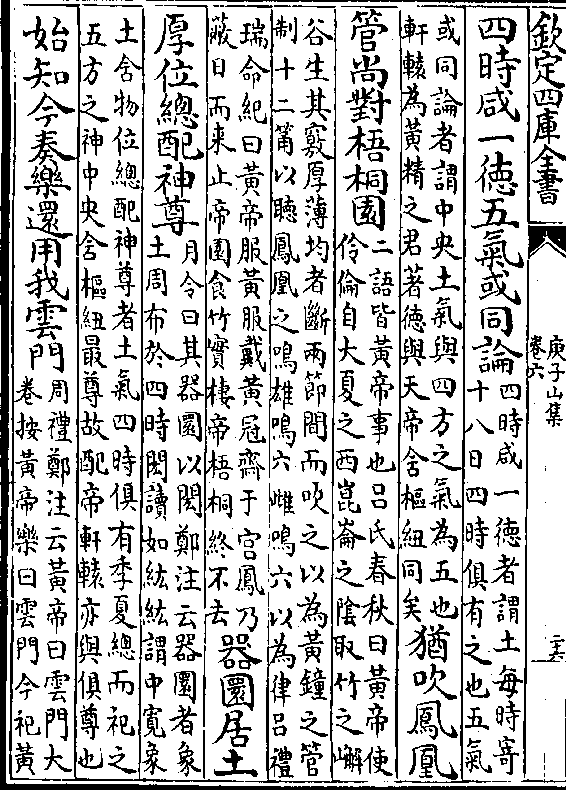 欽定四庫全書
庾子山集
卷六
四時咸一徳五氣或同論
四時咸一德者謂土每時寄
十八日四時俱有之也五氣
或同論者謂中央土氣與四方之氣為五也
軒轅為黃精之君著德與天帝含樞紐同矣
猶吹鳳凰
管尚對梧桐園
二語皆黃帝事也吕氏春秋曰黃帝使
伶倫自大夏之西崑崙之陰取竹之嶰
谷生其竅厚薄均者斷兩節間而吹之以為黃鐘之管
制十二筩以聽鳳凰之鳴雄鳴六雌鳴六以為律吕禮
瑞命紀曰黃帝服黃服戴黃冠齋于宫鳳乃
蔽日而来止帝園食竹實棲帝梧桐終不去
器圜居土
厚位總配神尊
月令曰其器圜以閎鄭注云器圜者象
土周布於四時閎讀如紘紘謂中寛象
土含物位總配神尊者土氣四時俱有季夏總而祀之
五方之神中央含樞紐最尊故配帝軒轅亦與俱尊也
始知今奏樂還用我雲門
周禮鄭注云黃帝曰雲門大
卷按黃帝樂曰雲門今祀黃